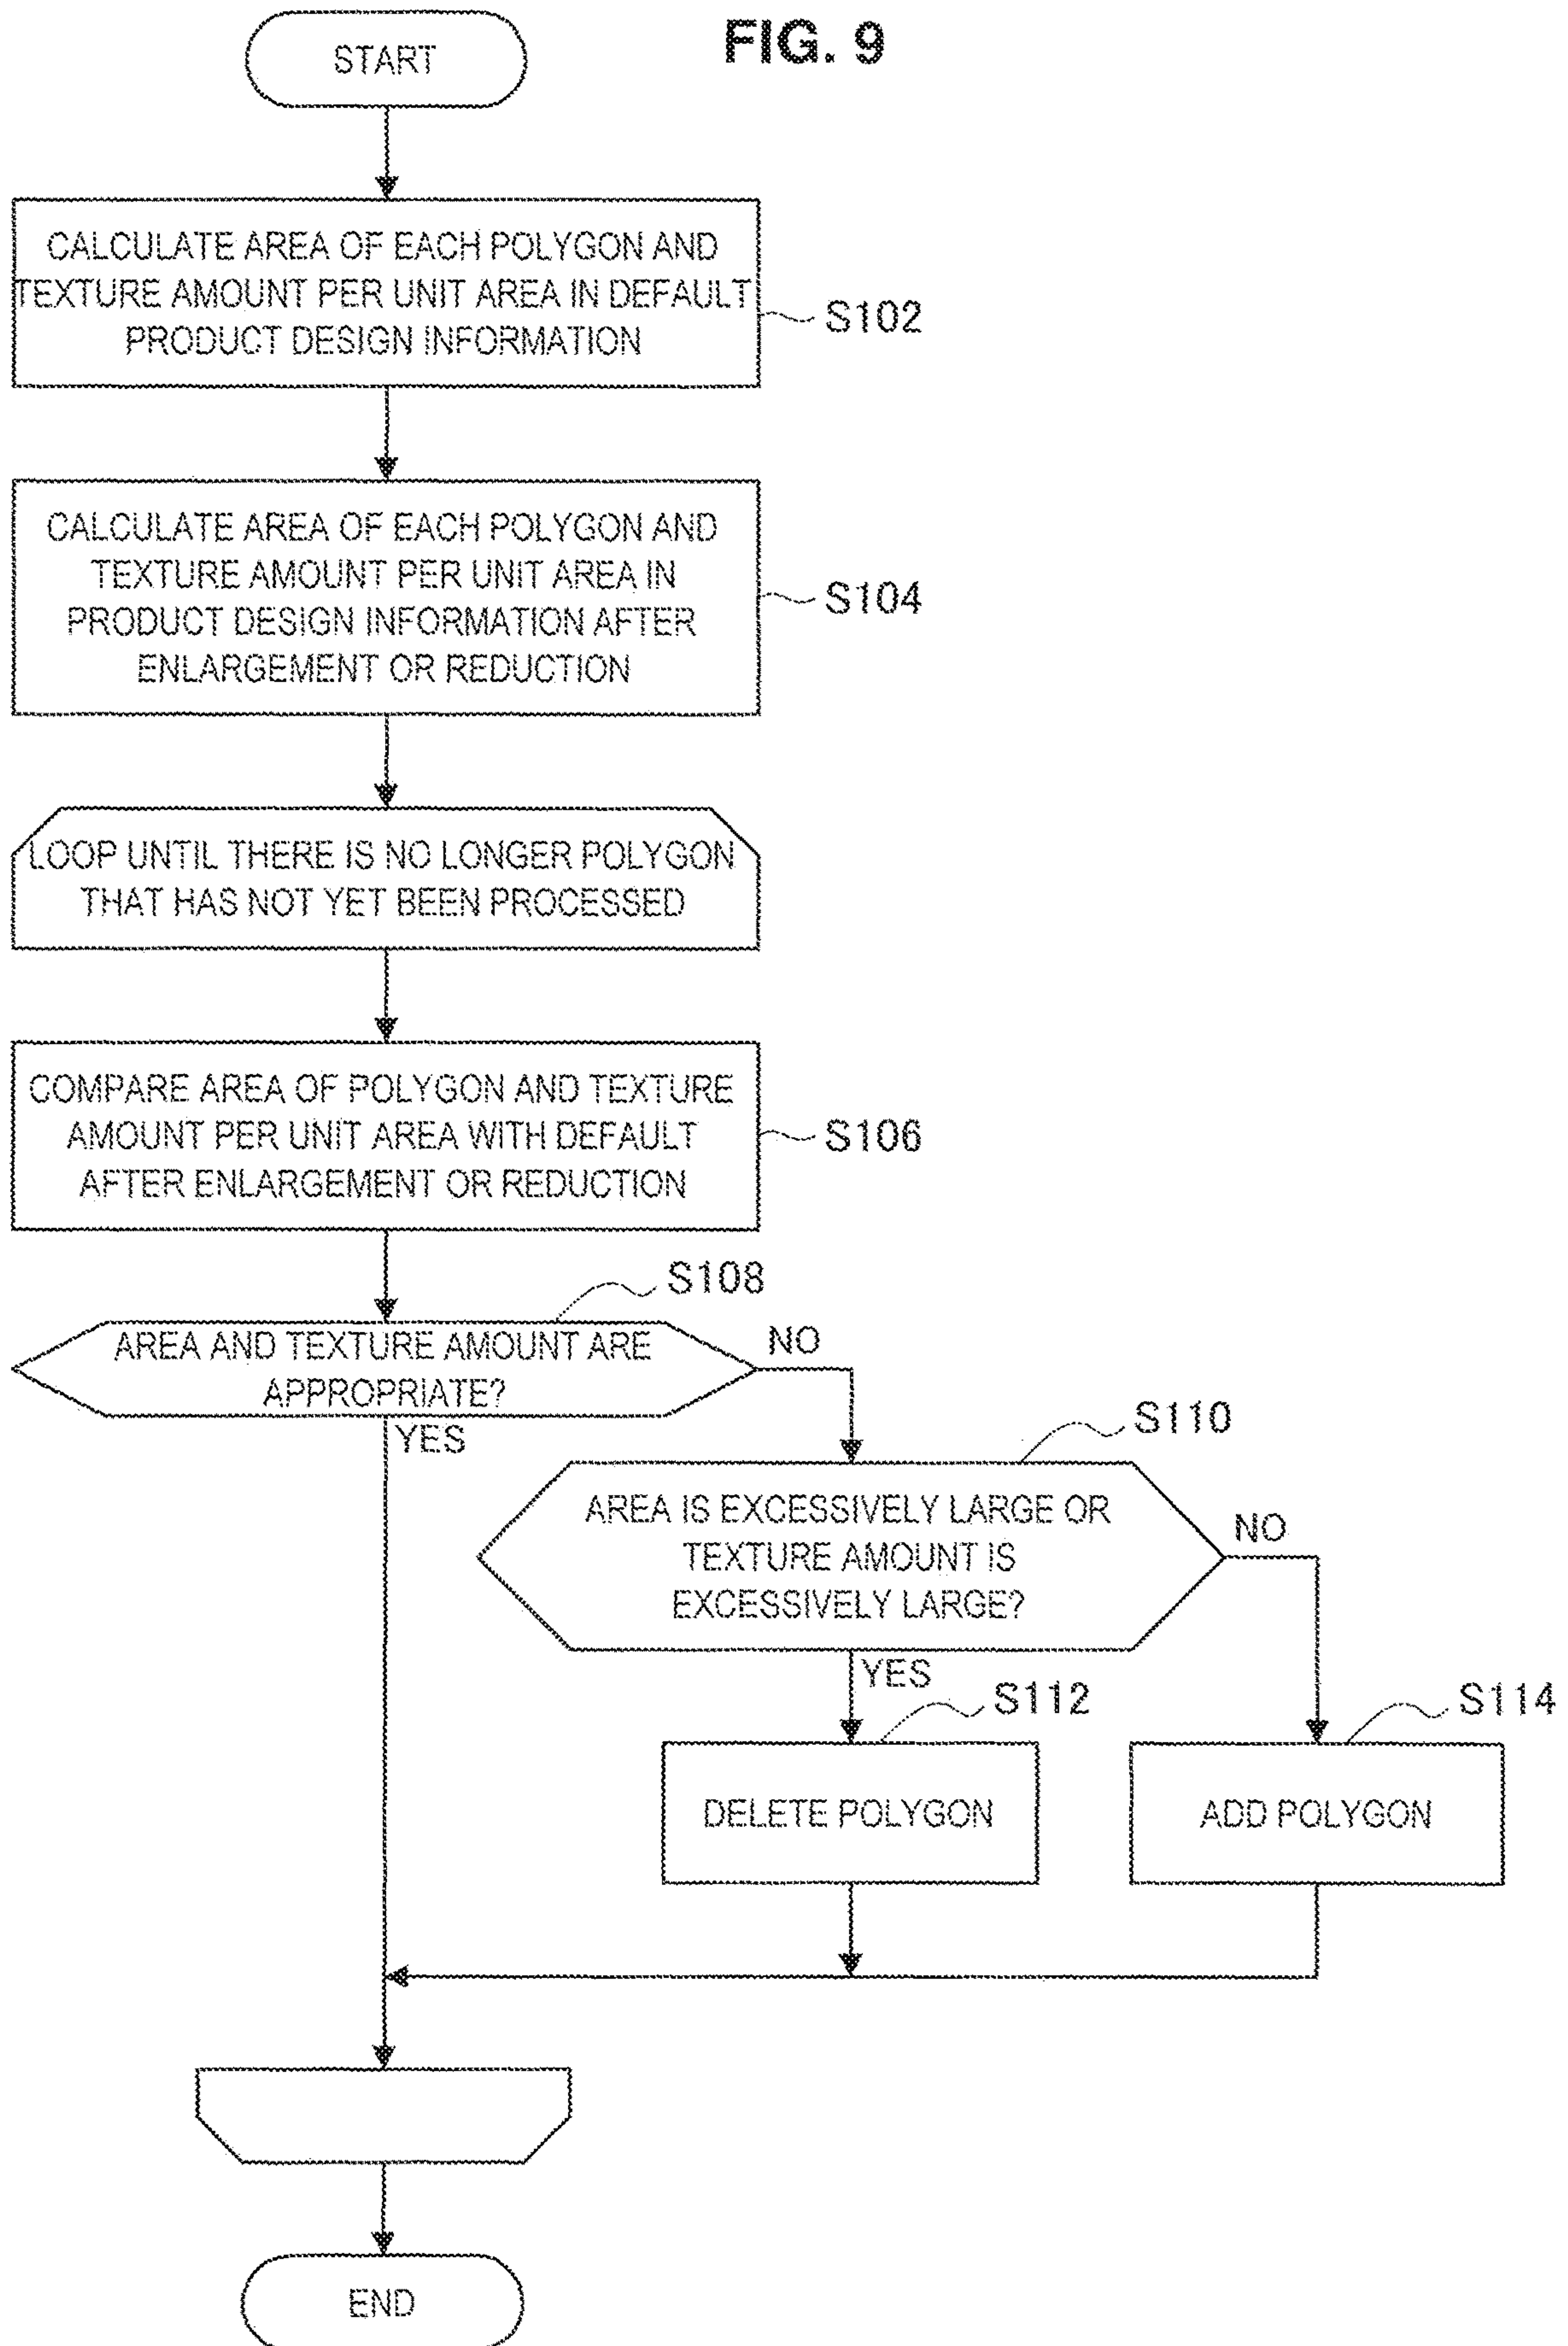 FIG. 9
START
CALCULATE AREA OF EACH POLYGON AND
TEXTURE AMOUNT PER UNIT AREA IN DEFAULT
PRODUCT DESIGN INFORMATION
S102
CALCULATE AREA OF EACH POLYGON AND
TEXTURE AMOUNT PER UNIT AREA IN
PRODUCT DESIGN INFORMATION AFTER
ENLARGEMENT OR REDUCTION
S104
LOOP UNTIL THERE IS NO LONGER POLYGON
THAT HAS NOT YET BEEN PROCESSED
COMPARE AREA OF POLYGON AND TEXTURE
AMOUNT PER UNIT AREA WITH DEFAULT
AFTER ENLARGEMENT OR REDUCTION
S106
S108
AREA AND TEXTURE AMOUNT ARE
APPROPRIATE?
NO
YES
S110
AREA IS EXCESSIVELY LARGE OR
TEXTURE AMOUNT IS
EXCESSIVELY LARGE?
NO
YES
S112
S114
DELETE POLYGON
ADD POLYGON
END